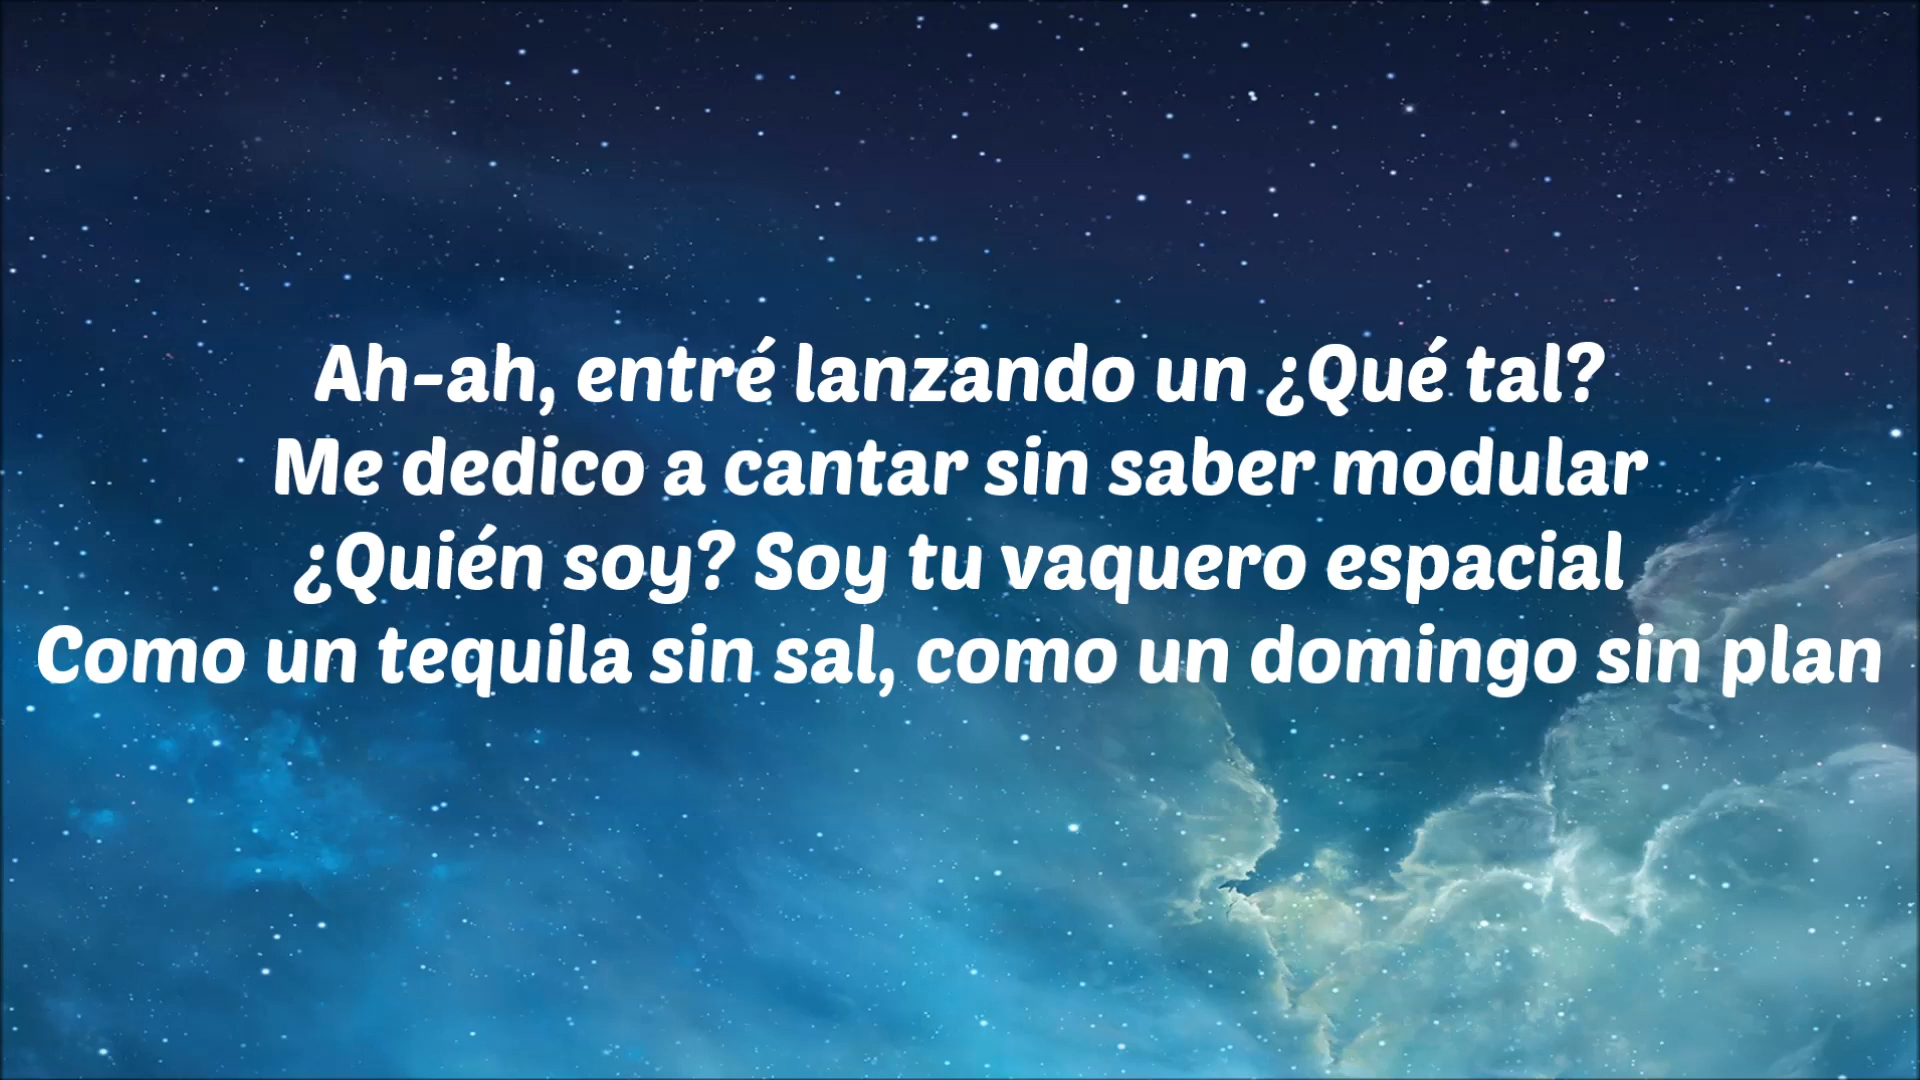 Ah-ah, entré lanzando un ¿Qué tal?
Me dedico a cantar sin saber modular
¿Quién soy? Soy tu vaquero espacial
Como un tequila sin sal, como un domingo sin plan